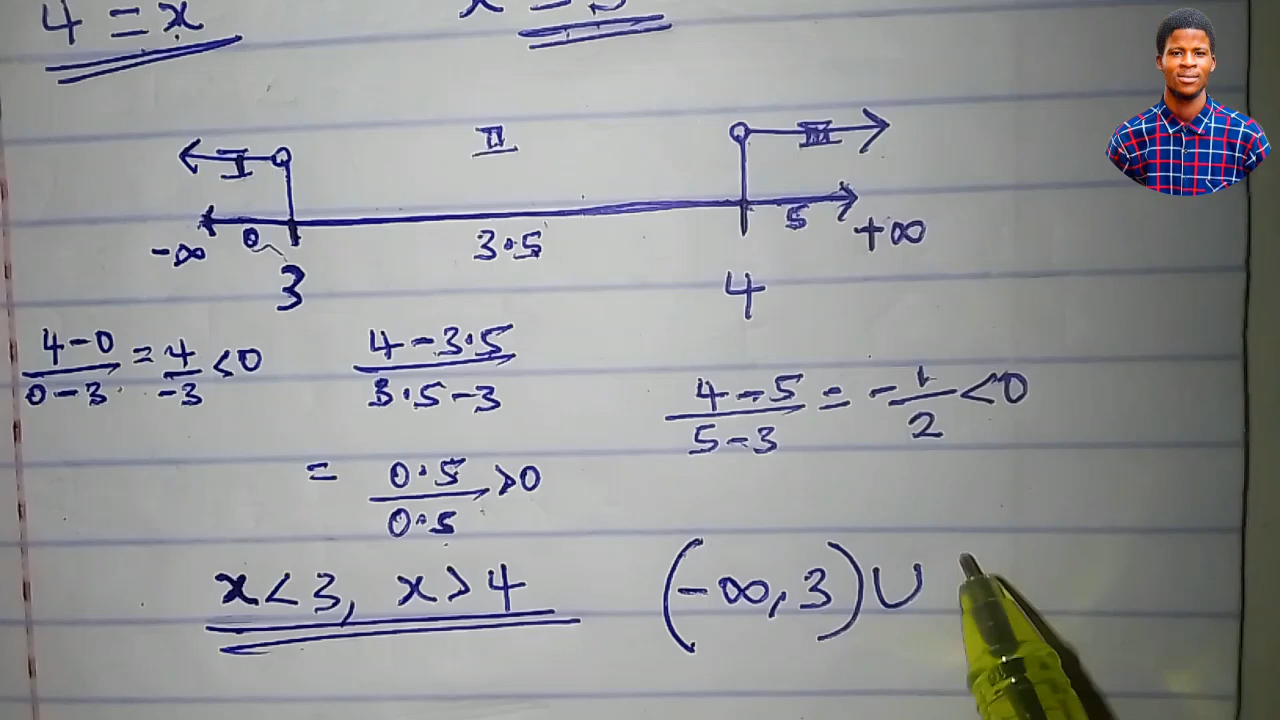 4 = x
x = 3
I II III
-∞ 0 3.5 5 +∞
3 4
4-0/0-3 = 4/-3 <0
4-3.5/3.5-3
= 0.5/0.5 >0
4-5/5-3 = -1/2 <0
x<3, x>4 (-∞,3)∪